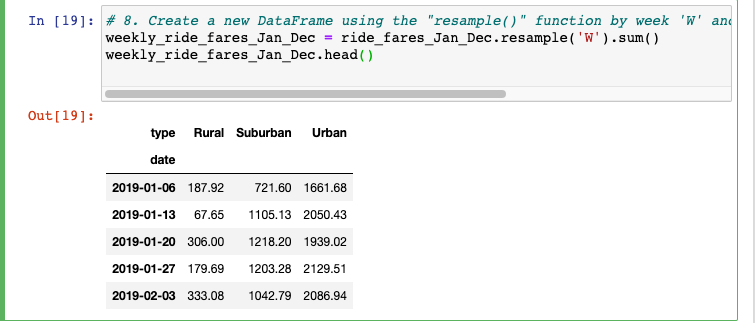 In [19]: # 8. Create a new DataFrame using the "resample()" function by week 'W' and
weekly_ride_fares_Jan_Dec = ride_fares_Jan_Dec.resample('W').sum()
weekly_ride_fares_Jan_Dec.head()
Out[19]:
type Rural Suburban Urban
date
2019-01-06 187.92 721.60 1661.68
2019-01-13 67.65 1105.13 2050.43
2019-01-20 306.00 1218.20 1939.02
2019-01-27 179.69 1203.28 2129.51
2019-02-03 333.08 1042.79 2086.94